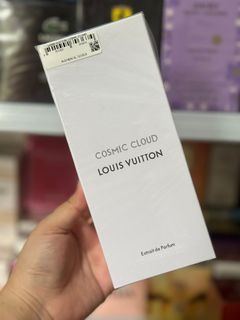 COSMIC CLOUD
LOUIS VUITTON
Extrait de Parfum